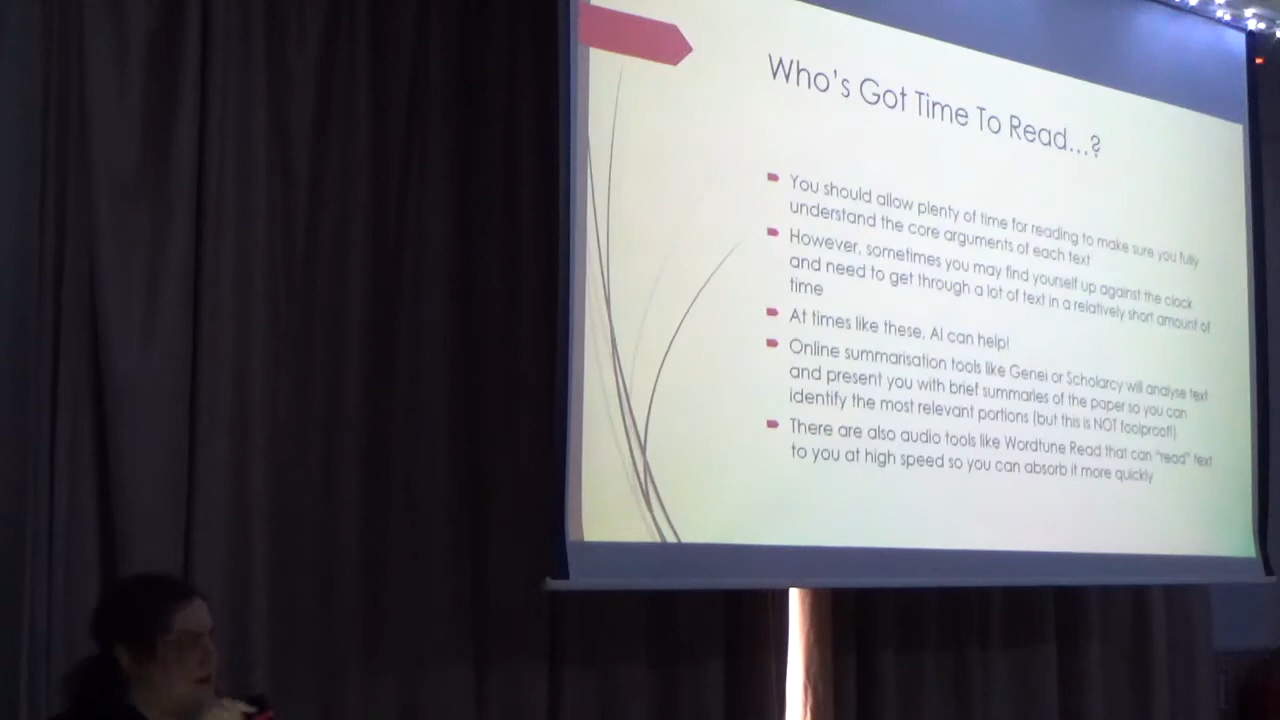 Who's Got Time To Read...?
You should allow plenty of time for reading to make sure you fully
understand the core arguments of each text
However, sometimes you may find yourself up against the clock
and need to get through a lot of text in a relatively short amount of
time
At times like these, AI can help!
Online summarisation tools like Genei or Scholarcy will analyse text
and present you with brief summaries of the paper so you can
identify the most relevant portions (but this is NOT foolproof!)
There are also audio tools like Wordtune Read that can "read" text
to you at high speed so you can absorb it more quickly